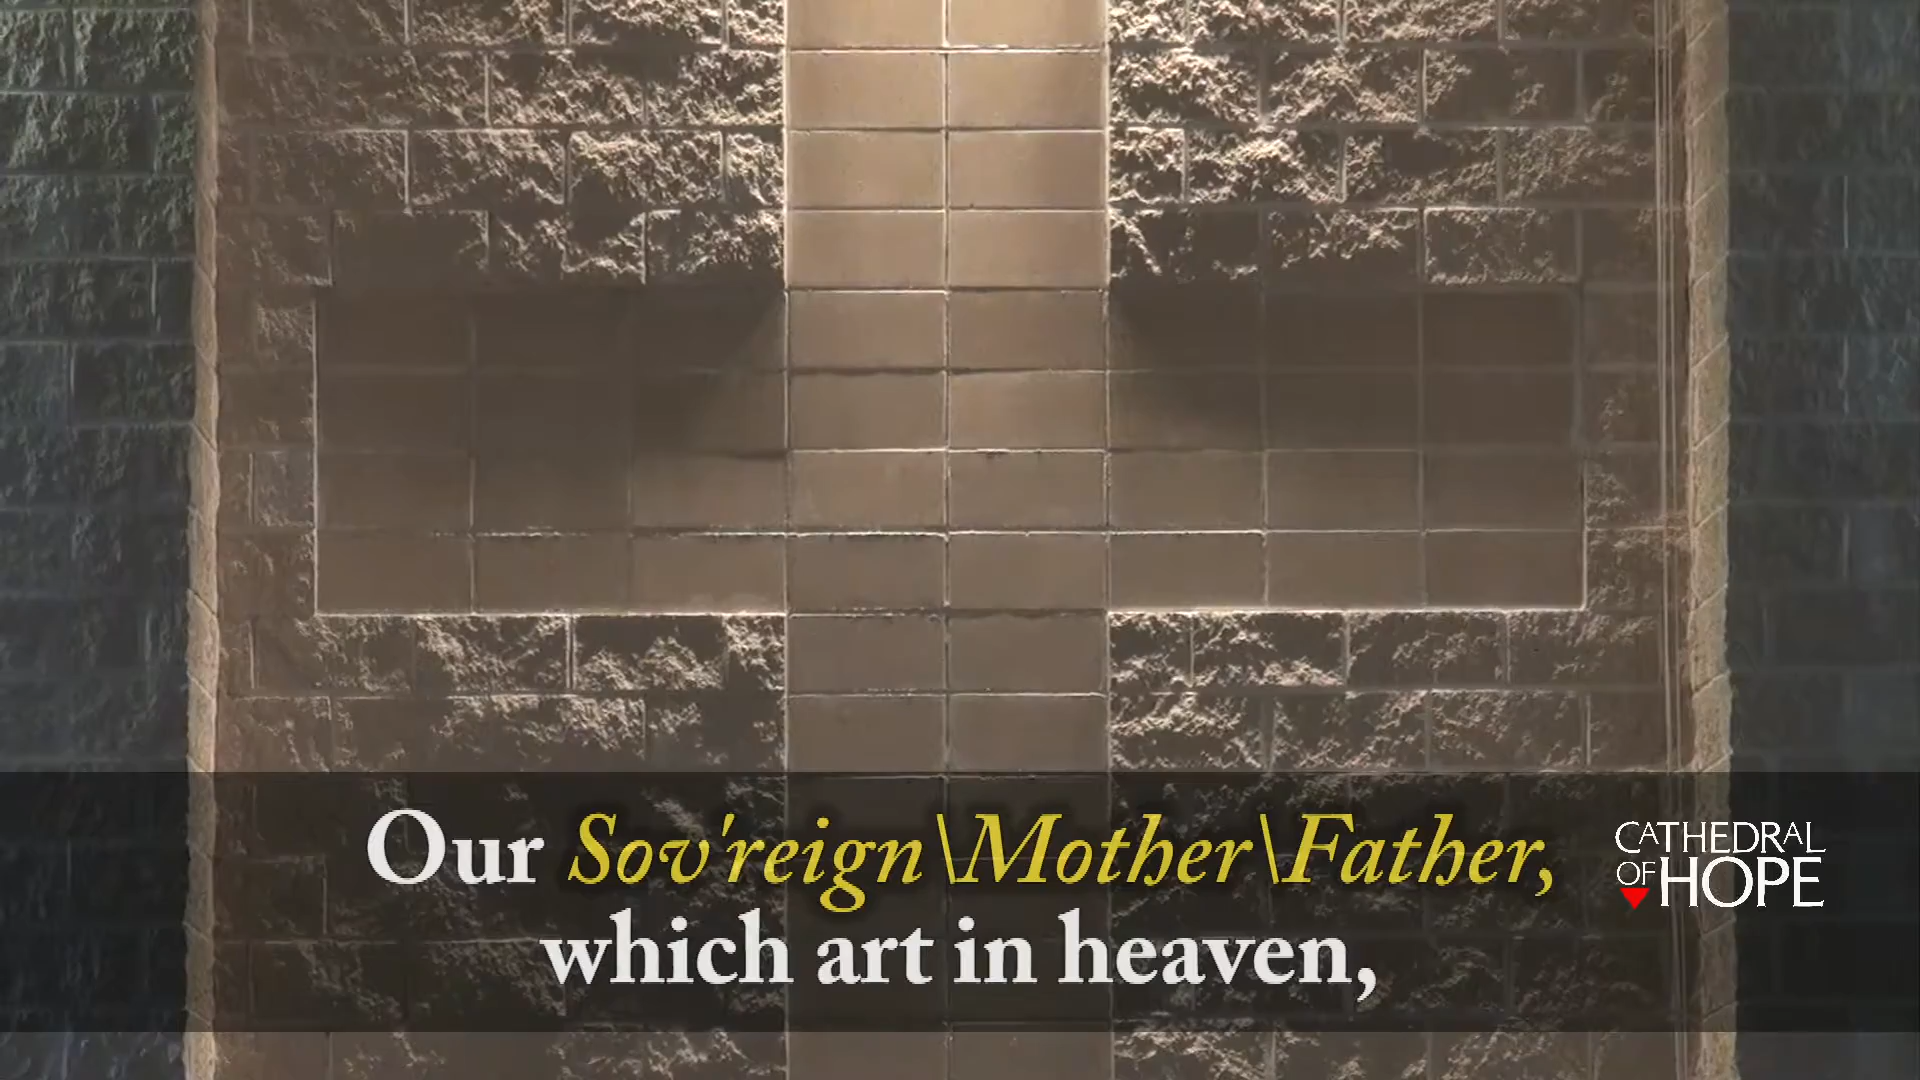 Our Sov'reign\Mother\Father,
which art in heaven,
CATHEDRAL
OF HOPE